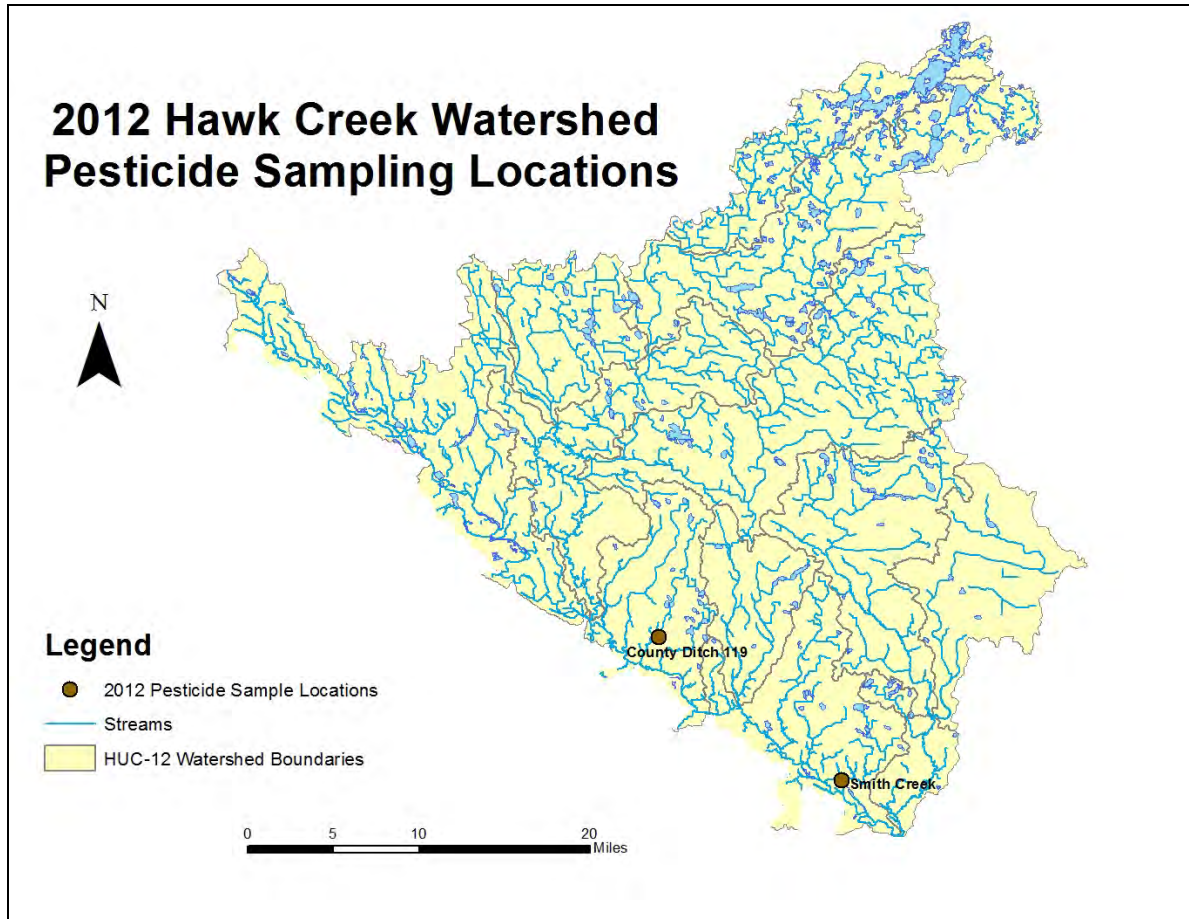 2012 Hawk Creek Watershed
Pesticide Sampling Locations
N
County Ditch 119
Smith Creek
Legend
2012 Pesticide Sample Locations
Streams
HUC-12 Watershed Boundaries
0 5 10 20
Miles